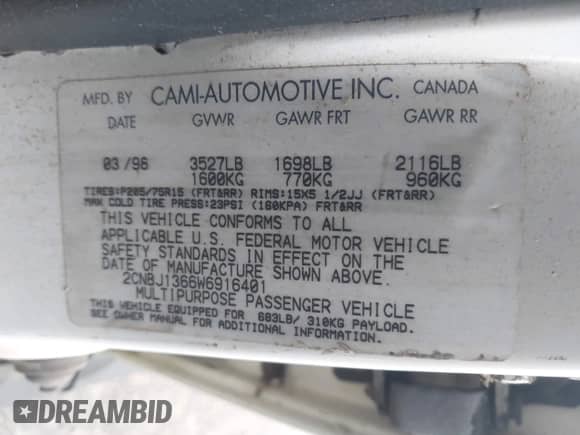 MFD. BY CAMI-AUTOMOTIVE INC. CANADA
DATE GVWR GAWR FRT GAWR RR
03 /98 3527LB 1698LB 2116LB
1600KG 770KG 960KG
TIRES:P205/75R15 (FRT&RR) RIMS:15X5 1/2JJ (FRT&RR)
MAX COLD TIRE PRESS:23PSI (160KPA) FRT&RR
THIS VEHICLE CONFORMS TO ALL
APPLICABLE U.S. FEDERAL MOTOR VEHICLE
SAFETY STANDARDS IN EFFECT ON THE
DATE OF MANUFACTURE SHOWN ABOVE.
2CNBJ1366W6916401
MULTIPURPOSE PASSENGER VEHICLE
THIS VEHICLE EQUIPPED FOR 683LB/ 310KG PAYLOAD.
SEE OWNER MANUAL FOR ADDITIONAL INFORMATION.
DREAMBID